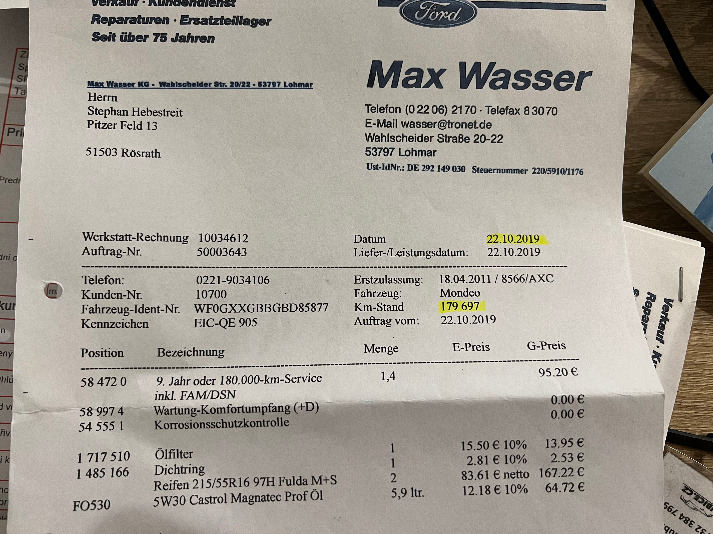 Verkauf · Kundendienst
Reparaturen · Ersatzteillager
Seit über 75 Jahren
Ford
Max Wasser
Max Wasser KG - Wahlscheider Str. 20/22 - 53797 Lohmar
Herrn
Stephan Hebestreit
Pitzer Feld 13
51503 Rösrath
Telefon (0 22 06) 2170 · Telefax 8 30 70
E-Mail wasser@tronet.de
Wahlscheider Straße 20-22
53797 Lohmar
Ust-IdNr.: DE 292 149 030 Steuernummer 220/5910/1176
Werkstatt-Rechnung 10034612
Auftrag-Nr. 50003643
Datum 22.10.2019
Liefer-/Leistungsdatum: 22.10.2019
Telefon: 0221-9034106
Kunden-Nr. 10700
Fahrzeug-Ident-Nr. WF0GXXGBBGBD85877
Kennzeichen EIC-QE 905
Erstzulassung: 18.04.2011 / 8566/AXC
Fahrzeug: Mondeo
Km-Stand 179 697
Auftrag vom: 22.10.2019
Position Bezeichnung Menge E-Preis G-Preis
58 472 0 9. Jahr oder 180.000-km-Service 1,4 95.20 €
inkl. FAM/DSN
58 997 4 Wartung-Komfortumpfang (+D) 0.00 €
54 555 1 Korrosionsschutzkontrolle 0.00 €
1 717 510 Ölfilter 1 15.50 € 10% 13.95 €
1 485 166 Dichtring 1 2.81 € 10% 2.53 €
Reifen 215/55R16 97H Fulda M+S 2 83.61 € netto 167.22 €
FO530 5W30 Castrol Magnatec Prof Öl 5,9 ltr. 12.18 € 10% 64.72 €